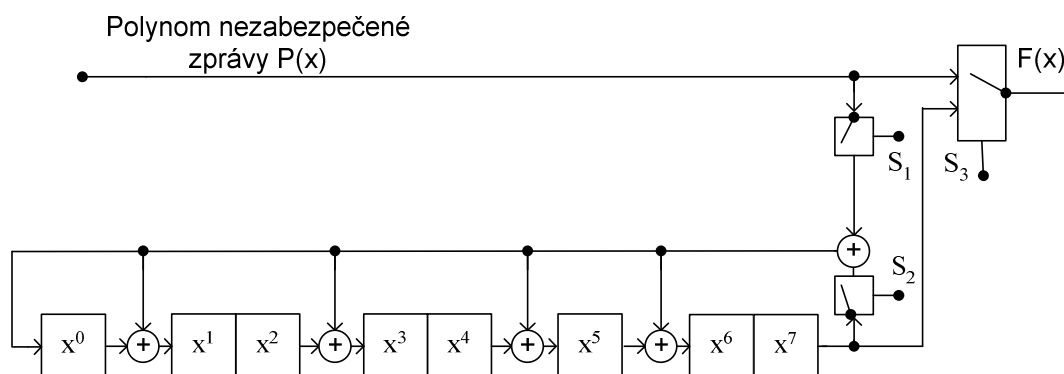 Polynom nezabezpečené
zprávy P(x)
F(x)
S₁
S₃
S₂
+
x⁰ + x¹ x² + x³ x⁴ + x⁵ + x⁶ x⁷